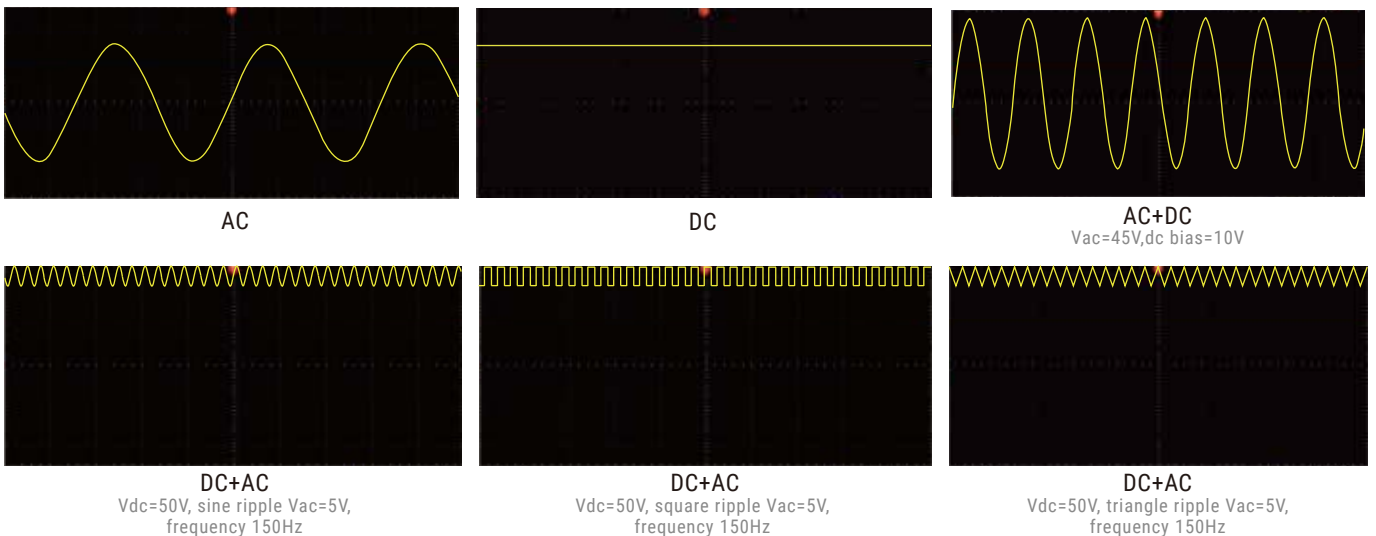 AC
DC
AC+DC
Vac=45V,dc bias=10V
DC+AC
Vdc=50V, sine ripple Vac=5V,
frequency 150Hz
DC+AC
Vdc=50V, square ripple Vac=5V,
frequency 150Hz
DC+AC
Vdc=50V, triangle ripple Vac=5V,
frequency 150Hz